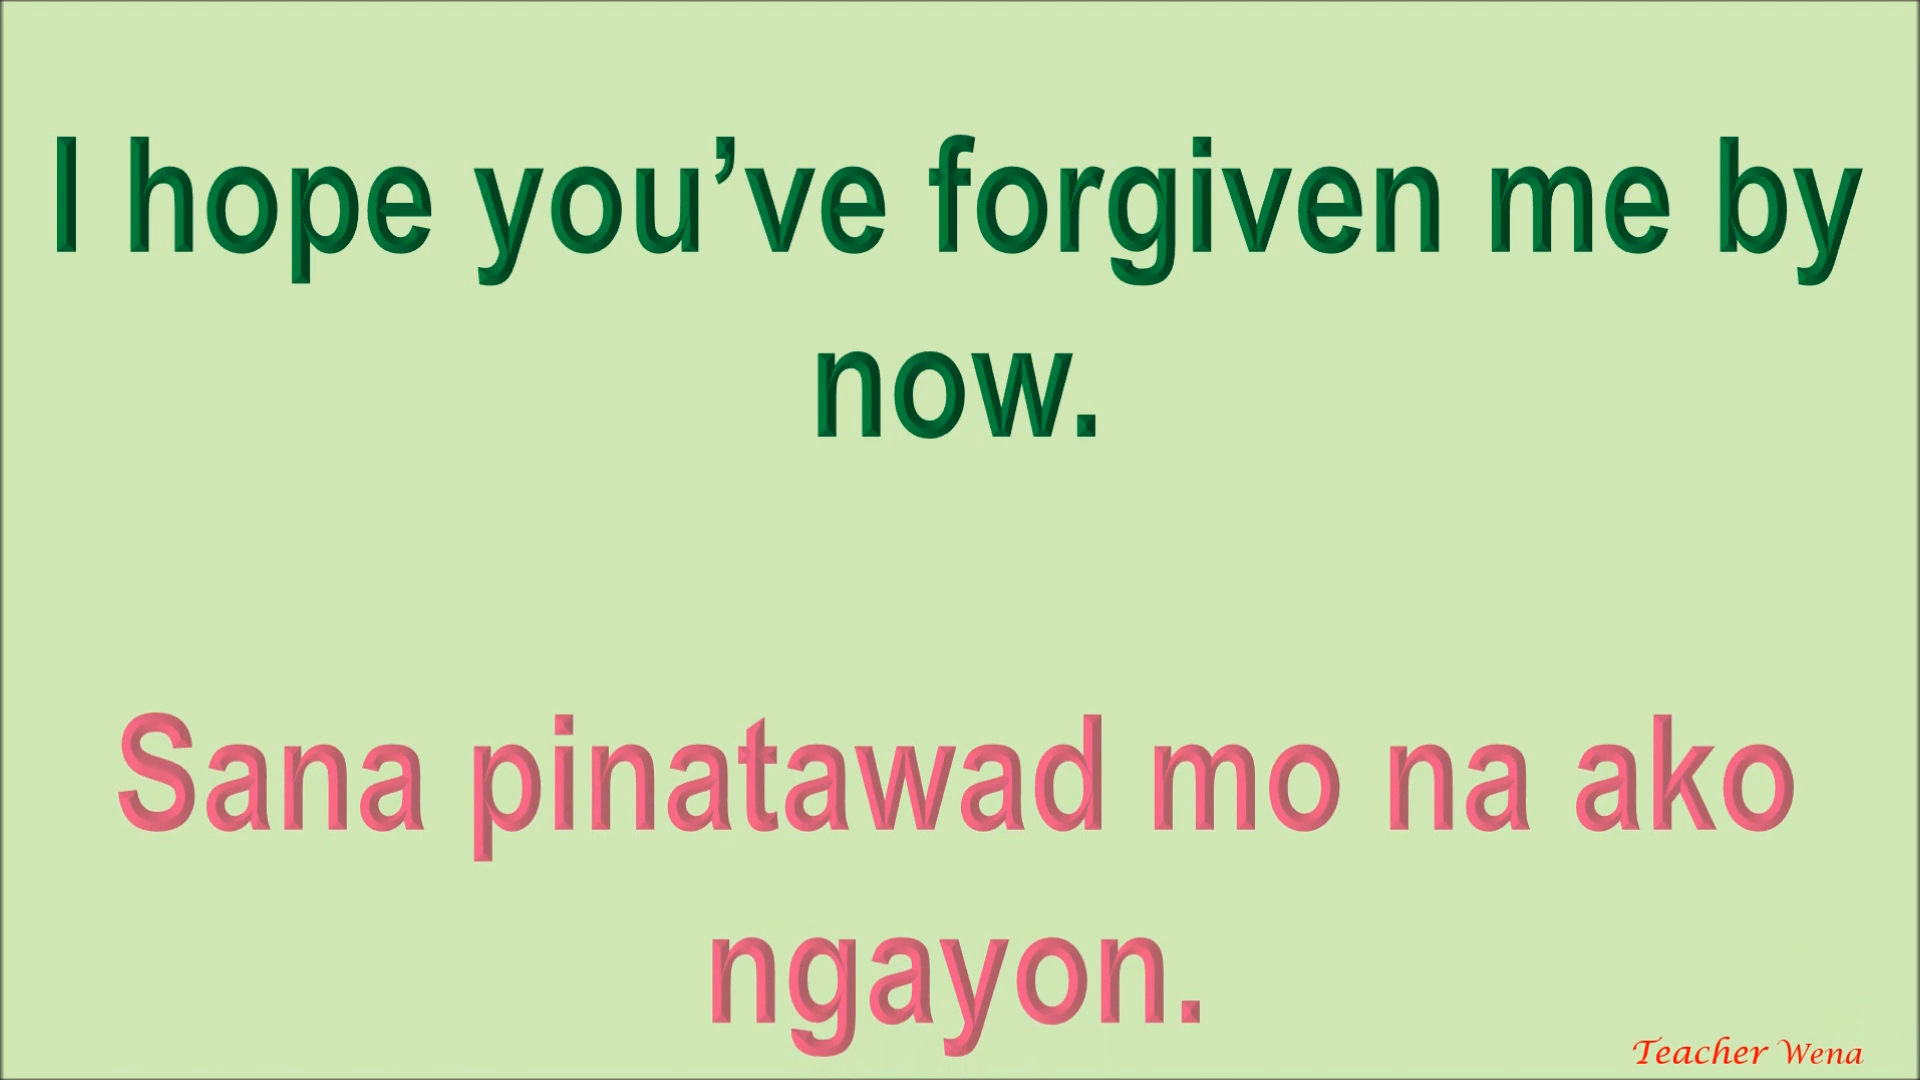 I hope you’ve forgiven me by
now.
Sana pinatawad mo na ako
ngayon.
Teacher Wena